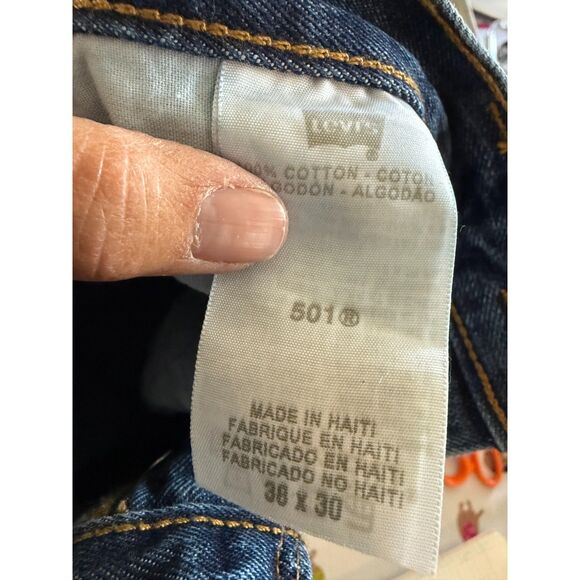 Levi's
100% COTTON - COTON
ALGODÓN - ALGODÃO
501®
MADE IN HAITI
FABRIQUE EN HAITI
FABRICADO EN HAITI
FABRICADO NO HAITI
36 x 30